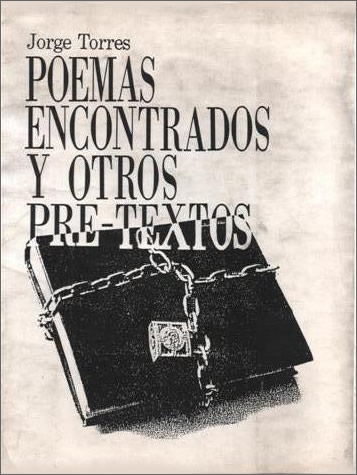 Jorge Torres
POEMAS
ENCONTRADOS
Y OTROS
PRE-TEXTOS